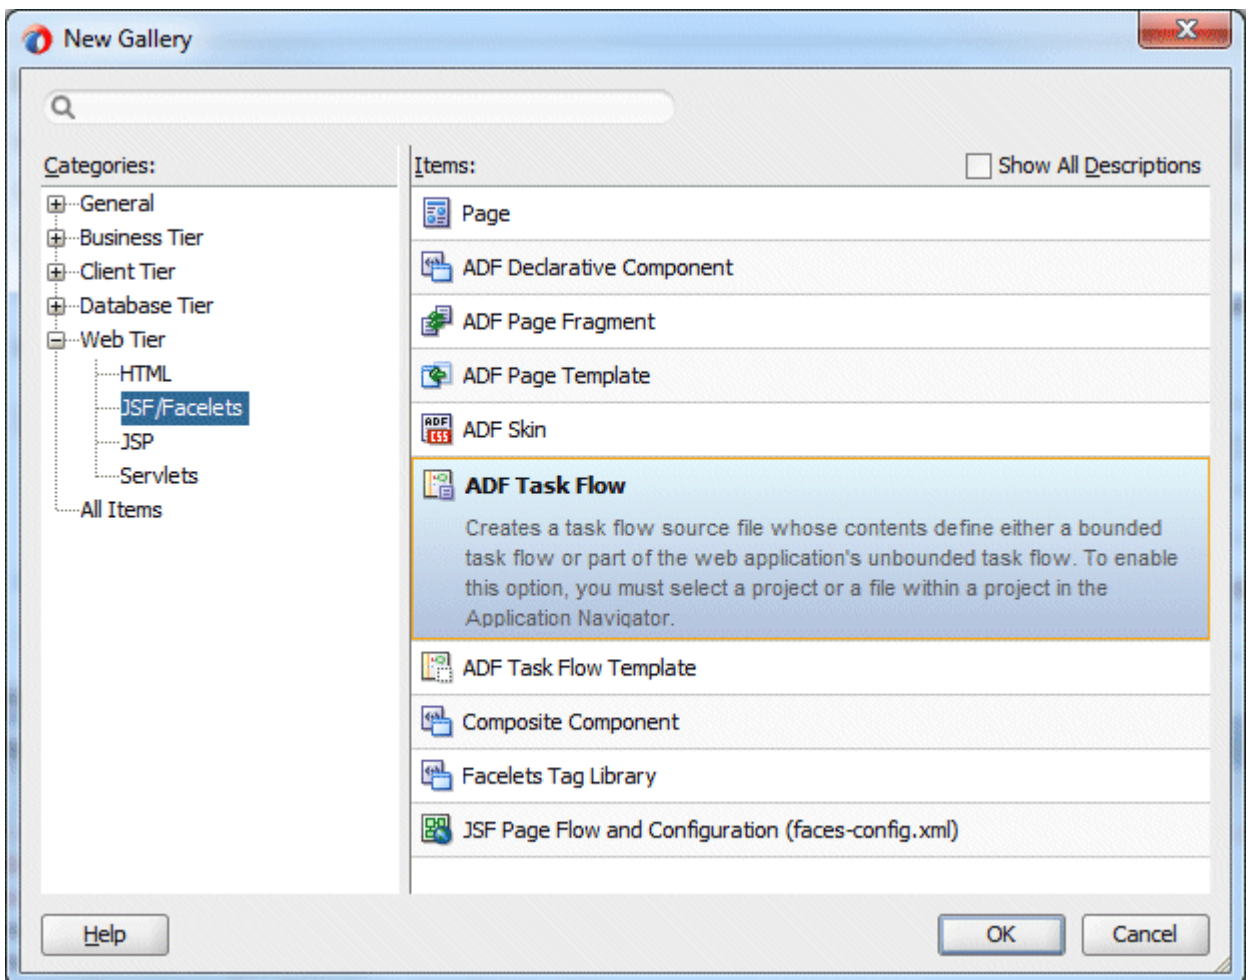 New Gallery
Categories:
General
Business Tier
Client Tier
Database Tier
Web Tier
HTML
JSF/Facelets
JSP
Servlets
All Items
Items:
Show All Descriptions
Page
ADF Declarative Component
ADF Page Fragment
ADF Page Template
ADF
CSS
ADF Skin
ADF Task Flow
Creates a task flow source file whose contents define either a bounded
task flow or part of the web application's unbounded task flow. To enable
this option, you must select a project or a file within a project in the
Application Navigator.
ADF Task Flow Template
Composite Component
Facelets Tag Library
JSF Page Flow and Configuration (faces-config.xml)
Help
OK
Cancel